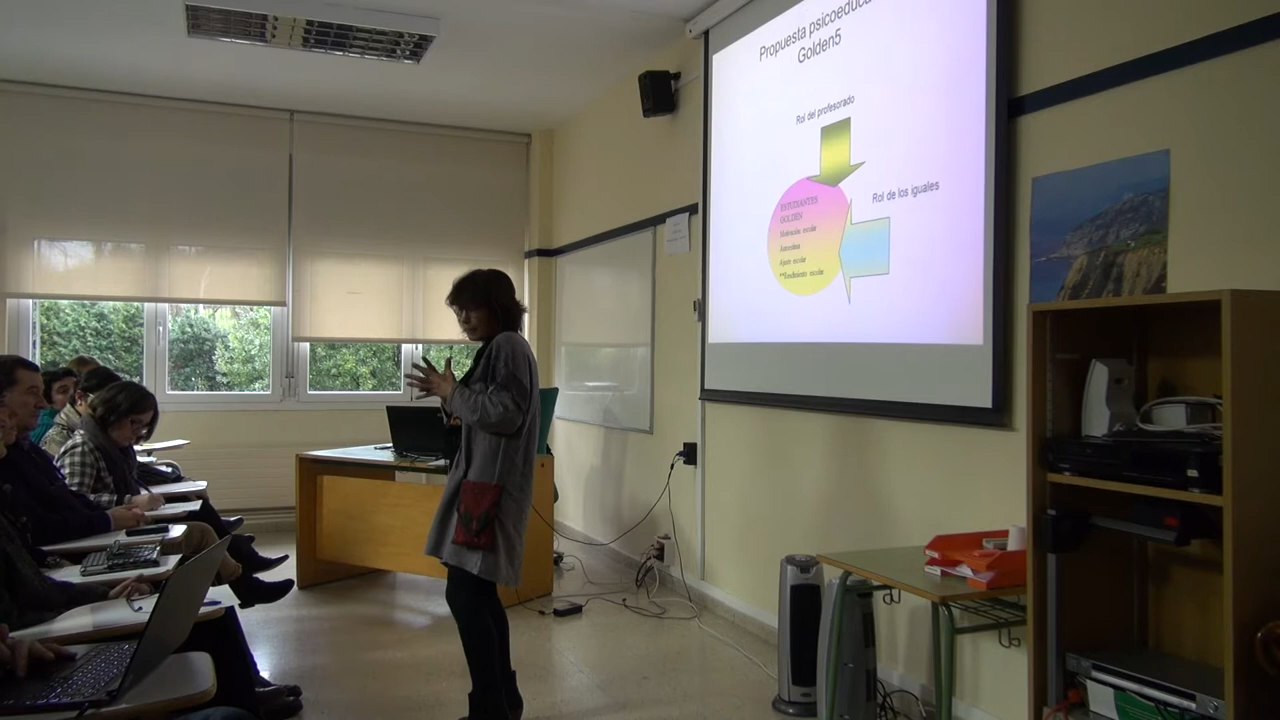 Propuesta psicoeduca
Golden5
Rol del profesorado
Rol de los iguales
ESTUDIANTES
GOLDEN
Motivación escolar
Autoestima
Ajuste escolar
**Rendimiento escolar